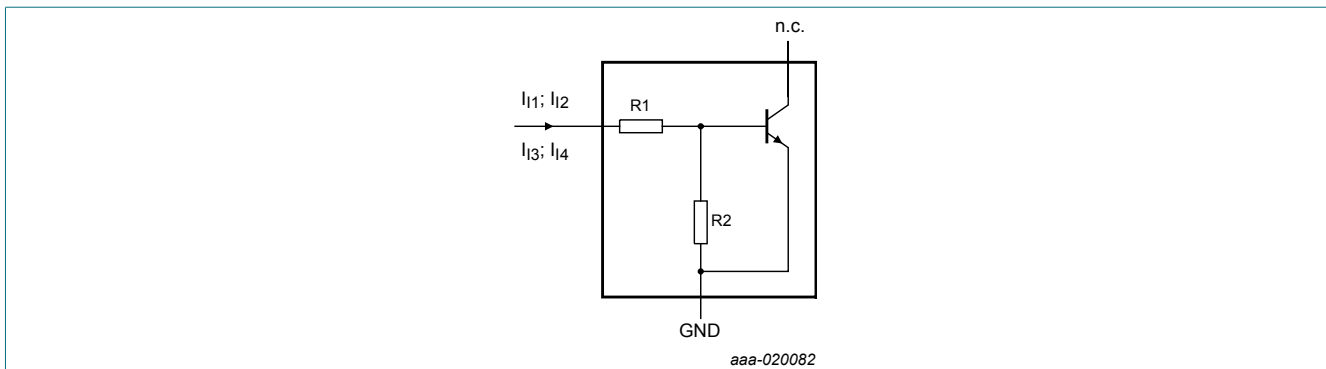 n.c.
I_I1; I_I2
R1
I_I3; I_I4
R2
GND
aaa-020082